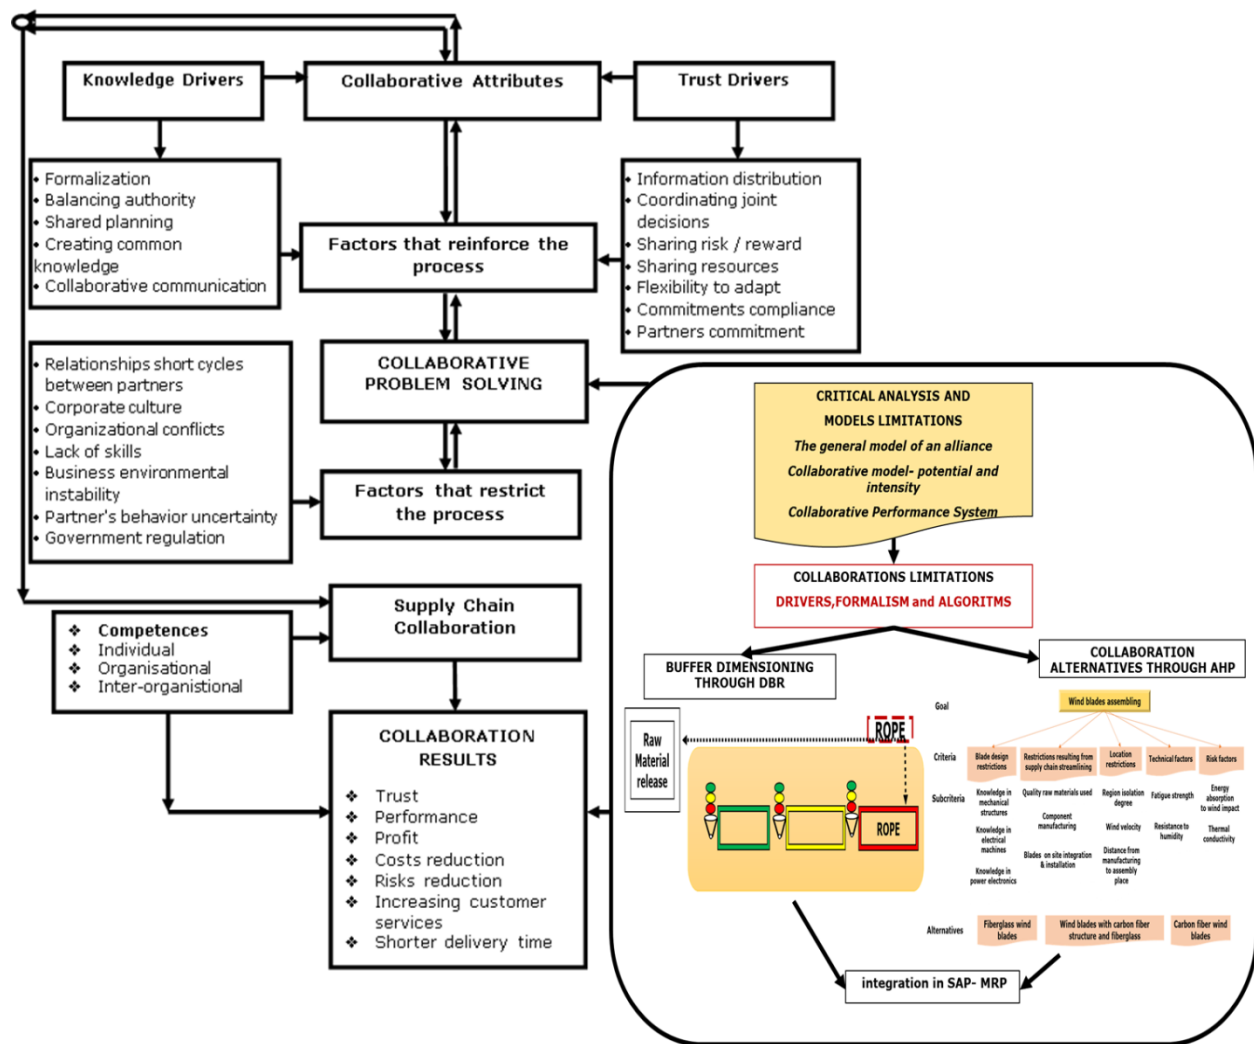 Knowledge Drivers
Collaborative Attributes
Trust Drivers
• Formalization
• Balancing authority
• Shared planning
• Creating common
knowledge
• Collaborative communication
Factors that reinforce the
process
• Information distribution
• Coordinating joint
decisions
• Sharing risk / reward
• Sharing resources
• Flexibility to adapt
• Commitments compliance
• Partners commitment
• Relationships short cycles
between partners
• Corporate culture
• Organizational conflicts
• Lack of skills
• Business environmental
instability
• Partner's behavior uncertainty
• Government regulation
COLLABORATIVE
PROBLEM SOLVING
Factors that restrict
the process
Supply Chain
Collaboration
❖ Competences
❖ Individual
❖ Organisational
❖ Inter-organistional
COLLABORATION
RESULTS
❖ Trust
❖ Performance
❖ Profit
❖ Costs reduction
❖ Risks reduction
❖ Increasing customer
services
❖ Shorter delivery time
CRITICAL ANALYSIS AND
MODELS LIMITATIONS
The general model of an alliance
Collaborative model- potential and
intensity
Collaborative Performance System
COLLABORATIONS LIMITATIONS
DRIVERS,FORMALISM and ALGORITMS
BUFFER DIMENSIONING
THROUGH DBR
COLLABORATION
ALTERNATIVES THROUGH AHP
Raw
Material
release
ROPE
ROPE
Goal
Wind blades assembling
Criteria
Blade design
restrictions
Restrictions resulting from
supply chain streamlining
Location
restrictions
Technical factors
Risk factors
Subcriteria
Knowledge in
mechanical
structures
Knowledge in
electrical
machines
Knowledge in
power electronics
Quality raw materials used
Component
manufacturing
Blades on site integration
& installation
Region isolation
degree
Wind velocity
Distance from
manufacturing
to assembly
place
Fatigue strength
Resistance to
humidity
Energy
absorption
to wind impact
Thermal
conductivity
Alternatives
Fiberglass wind
blades
Wind blades with carbon fiber
structure and fiberglass
Carbon fiber wind
blades
integration in SAP- MRP